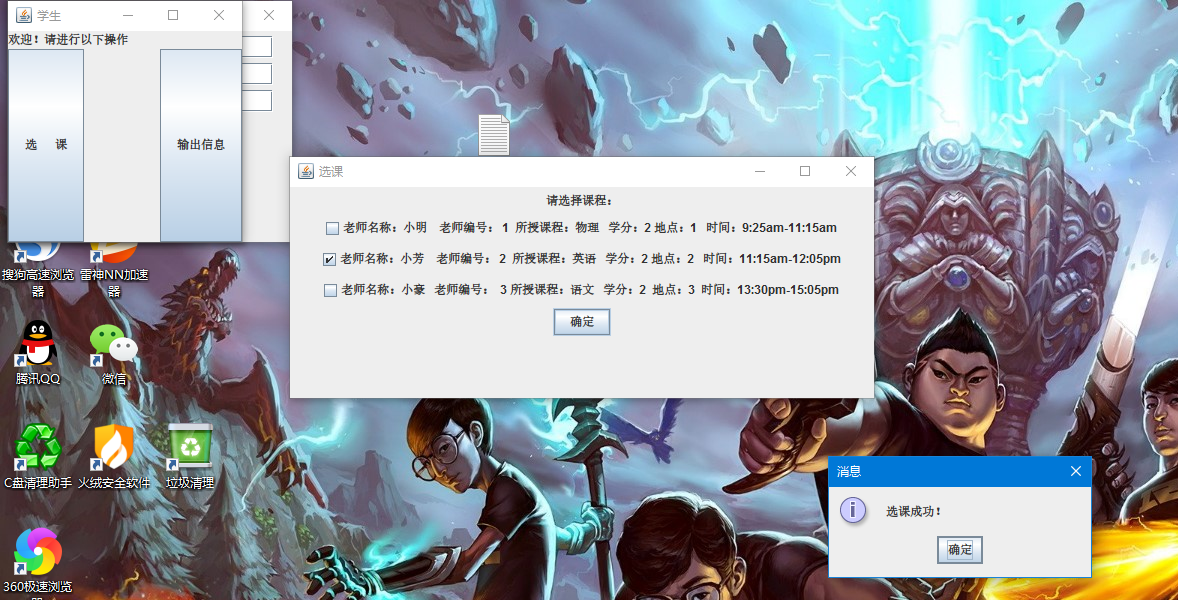 学生
欢迎！请进行以下操作
选 课
输出信息
选课
请选择课程：
老师名称：小明 老师编号： 1 所授课程：物理 学分：2 地点：1 时间：9:25am-11:15am
老师名称：小芳 老师编号： 2 所授课程：英语 学分：2 地点：2 时间：11:15am-12:05pm
老师名称：小豪 老师编号： 3 所授课程：语文 学分：2 地点：3 时间：13:30pm-15:05pm
确定
搜狗高速浏览
器
雷神NN加速
器
腾讯QQ
微信
C盘清理助手
火绒安全软件
垃圾清理
360极速浏览
器
消息
选课成功！
确定